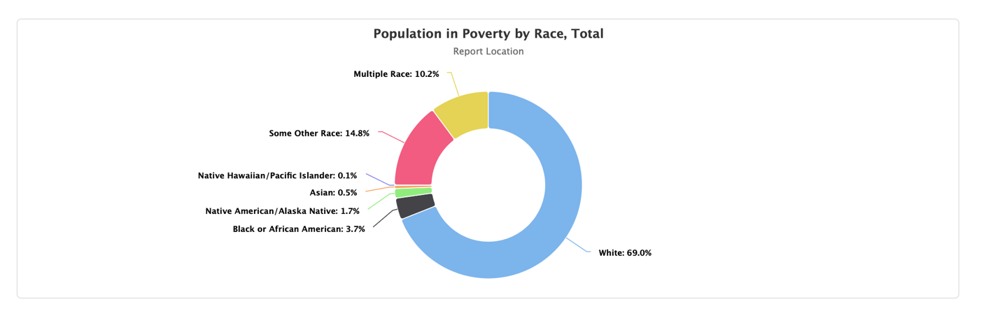 Population in Poverty by Race, Total
Report Location
Multiple Race: 10.2%
Some Other Race: 14.8%
Native Hawaiian/Pacific Islander: 0.1%
Asian: 0.5%
Native American/Alaska Native: 1.7%
Black or African American: 3.7%
White: 69.0%